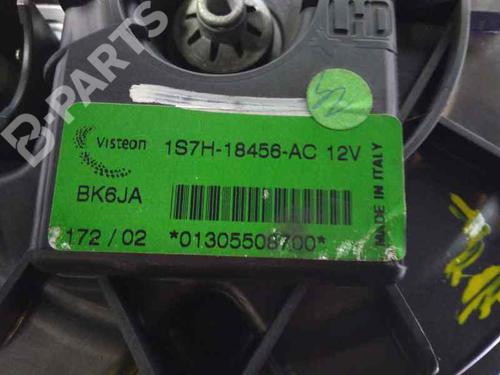 B-PARTS
LHD
Visteon
1S7H-18456-AC 12V
BK6JA
172 / 02
*01305508700*
MADE IN ITALY